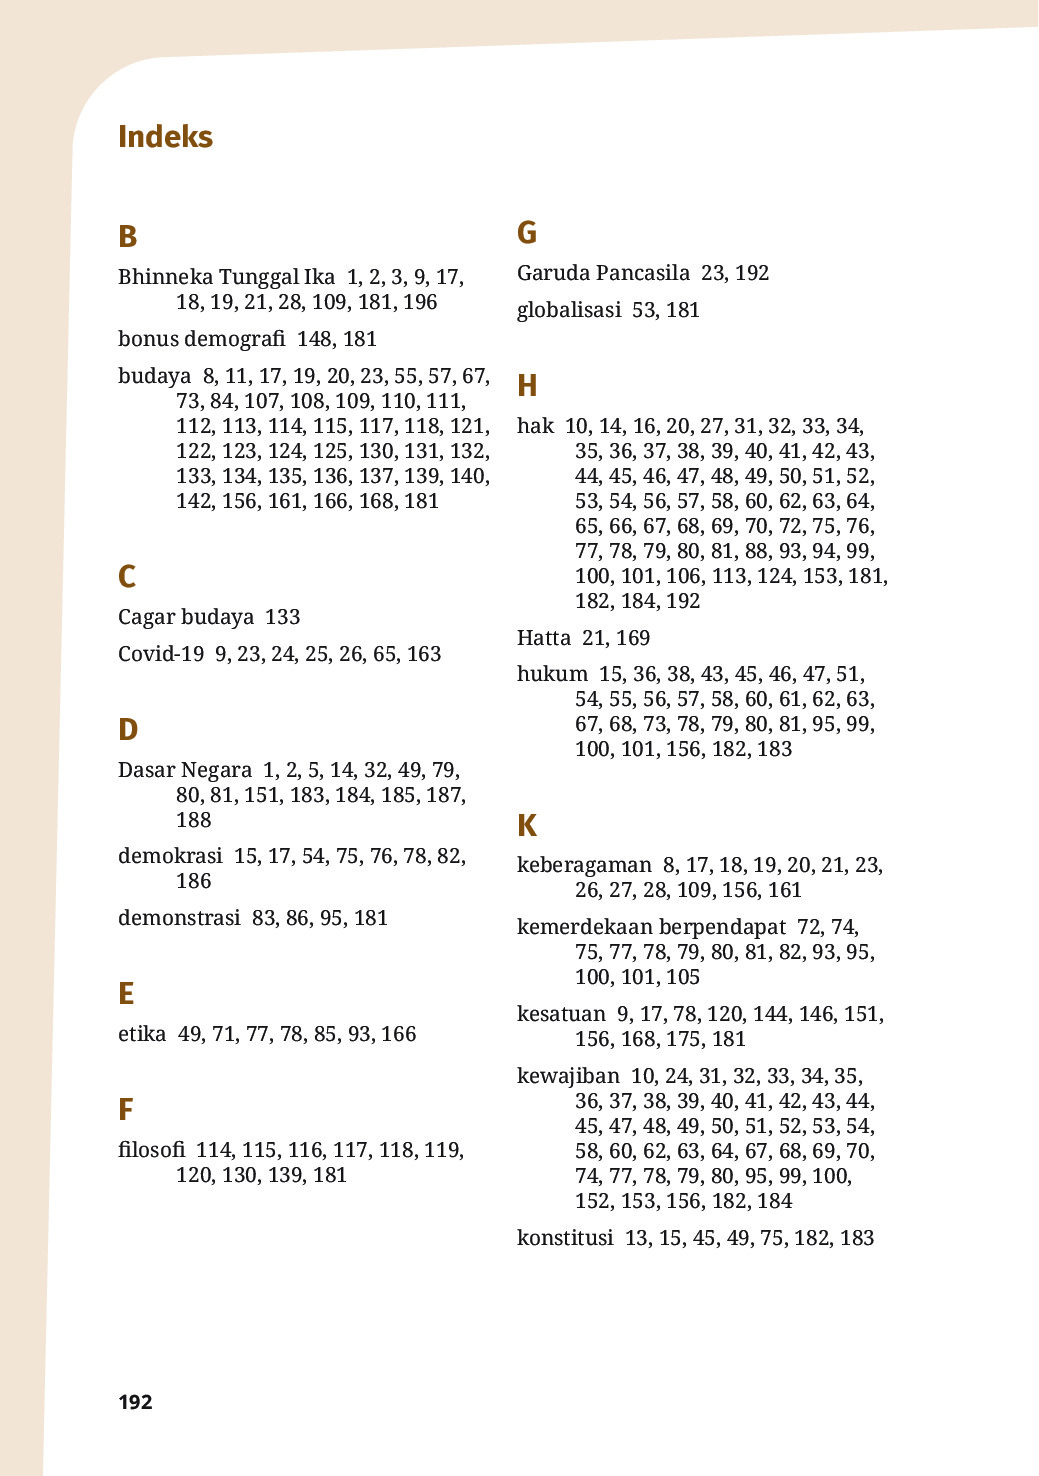 Indeks
B
Bhinneka Tunggal Ika 1, 2, 3, 9, 17,
18, 19, 21, 28, 109, 181, 196
bonus demografi 148, 181
budaya 8, 11, 17, 19, 20, 23, 55, 57, 67,
73, 84, 107, 108, 109, 110, 111,
112, 113, 114, 115, 117, 118, 121,
122, 123, 124, 125, 130, 131, 132,
133, 134, 135, 136, 137, 139, 140,
142, 156, 161, 166, 168, 181
C
Cagar budaya 133
Covid-19 9, 23, 24, 25, 26, 65, 163
D
Dasar Negara 1, 2, 5, 14, 32, 49, 79,
80, 81, 151, 183, 184, 185, 187,
188
demokrasi 15, 17, 54, 75, 76, 78, 82,
186
demonstrasi 83, 86, 95, 181
E
etika 49, 71, 77, 78, 85, 93, 166
F
filosofi 114, 115, 116, 117, 118, 119,
120, 130, 139, 181
G
Garuda Pancasila 23, 192
globalisasi 53, 181
H
hak 10, 14, 16, 20, 27, 31, 32, 33, 34,
35, 36, 37, 38, 39, 40, 41, 42, 43,
44, 45, 46, 47, 48, 49, 50, 51, 52,
53, 54, 56, 57, 58, 60, 62, 63, 64,
65, 66, 67, 68, 69, 70, 72, 75, 76,
77, 78, 79, 80, 81, 88, 93, 94, 99,
100, 101, 106, 113, 124, 153, 181,
182, 184, 192
Hatta 21, 169
hukum 15, 36, 38, 43, 45, 46, 47, 51,
54, 55, 56, 57, 58, 60, 61, 62, 63,
67, 68, 73, 78, 79, 80, 81, 95, 99,
100, 101, 156, 182, 183
K
keberagaman 8, 17, 18, 19, 20, 21, 23,
26, 27, 28, 109, 156, 161
kemerdekaan berpendapat 72, 74,
75, 77, 78, 79, 80, 81, 82, 93, 95,
100, 101, 105
kesatuan 9, 17, 78, 120, 144, 146, 151,
156, 168, 175, 181
kewajiban 10, 24, 31, 32, 33, 34, 35,
36, 37, 38, 39, 40, 41, 42, 43, 44,
45, 47, 48, 49, 50, 51, 52, 53, 54,
58, 60, 62, 63, 64, 67, 68, 69, 70,
74, 77, 78, 79, 80, 95, 99, 100,
152, 153, 156, 182, 184
konstitusi 13, 15, 45, 49, 75, 182, 183
192